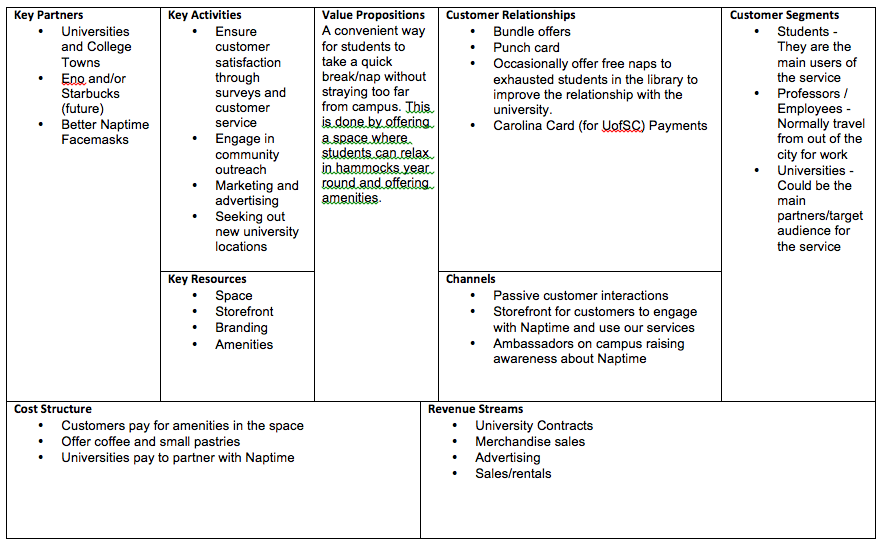 Key Partners
Universities
and College
Towns
Eno and/or
Starbucks
(future)
Better Naptime
Facemasks
Key Activities
Ensure
customer
satisfaction
through
surveys and
customer
service
Engage in
community
outreach
Marketing and
advertising
Seeking out
new university
locations
Key Resources
Space
Storefront
Branding
Amenities
Value Propositions
A convenient way
for students to
take a quick
break/nap without
straying too far
from campus. This
is done by offering
a space where
students can relax
in hammocks year
round and offering
amenities.
Customer Relationships
Bundle offers
Punch card
Occasionally offer free naps to
exhausted students in the library to
improve the relationship with the
university.
Carolina Card (for UofSC) Payments
Channels
Passive customer interactions
Storefront for customers to engage
with Naptime and use our services
Ambassadors on campus raising
awareness about Naptime
Customer Segments
Students -
They are the
main users of
the service
Professors /
Employees -
Normally travel
from out of the
city for work
Universities -
Could be the
main
partners/target
audience for
the service
Cost Structure
Customers pay for amenities in the space
Offer coffee and small pastries
Universities pay to partner with Naptime
Revenue Streams
University Contracts
Merchandise sales
Advertising
Sales/rentals